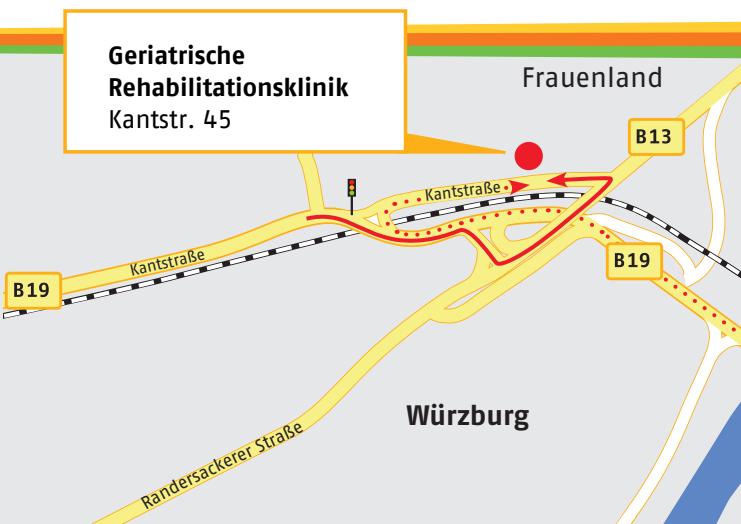 Geriatrische
Rehabilitationsklinik
Kantstr. 45
Frauenland
B13
Kantstraße
Kantstraße
B19
B19
Würzburg
Randersackerer Straße